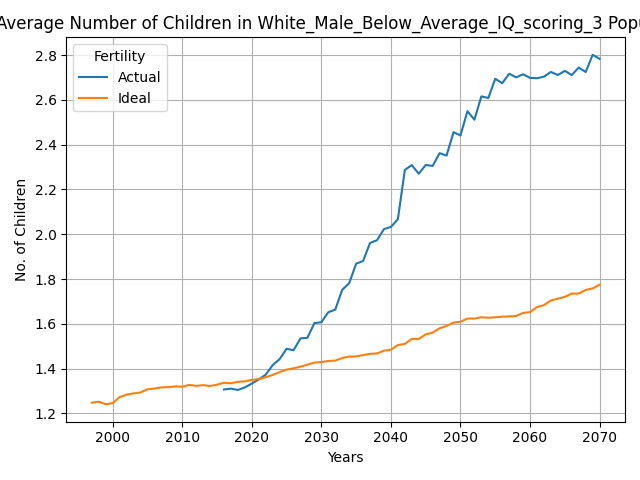 Average Number of Children in White_Male_Below_Average_IQ_scoring_3 Popu
Fertility
Actual
Ideal
2.8
2.6
2.4
2.2
2.0
1.8
1.6
1.4
1.2
No. of Children
2000 2010 2020 2030 2040 2050 2060 2070
Years